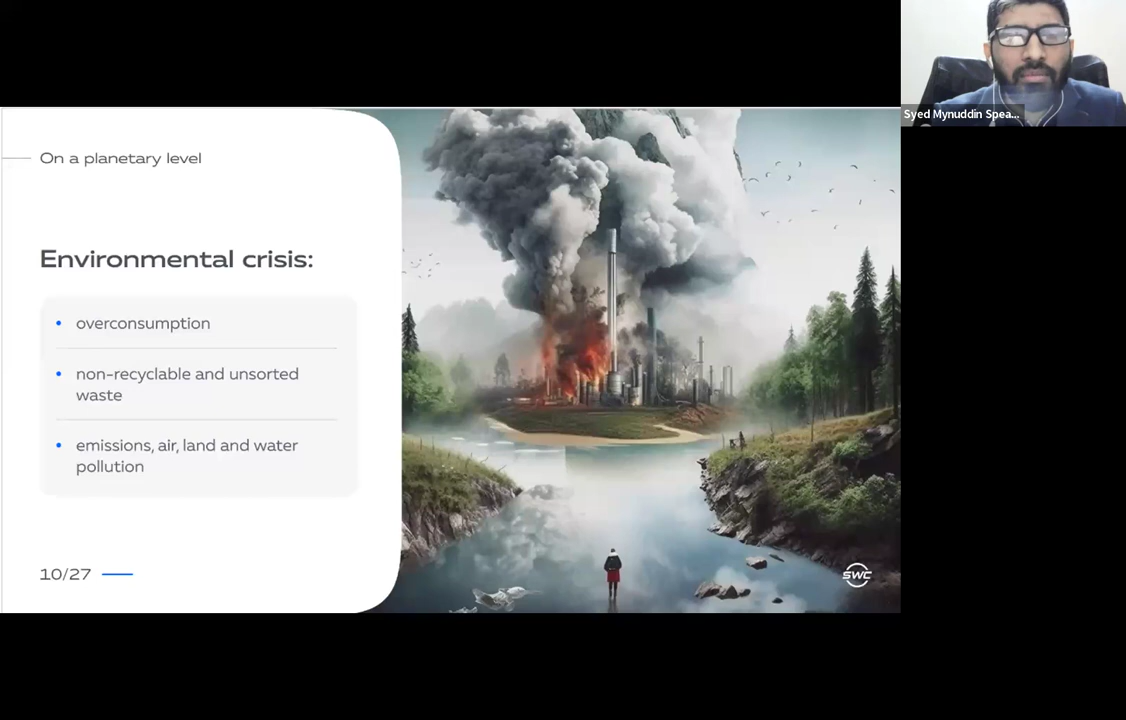 Syed Mynuddin Spea...
On a planetary level
Environmental crisis:
• overconsumption
• non-recyclable and unsorted
waste
• emissions, air, land and water
pollution
10/27
SWC